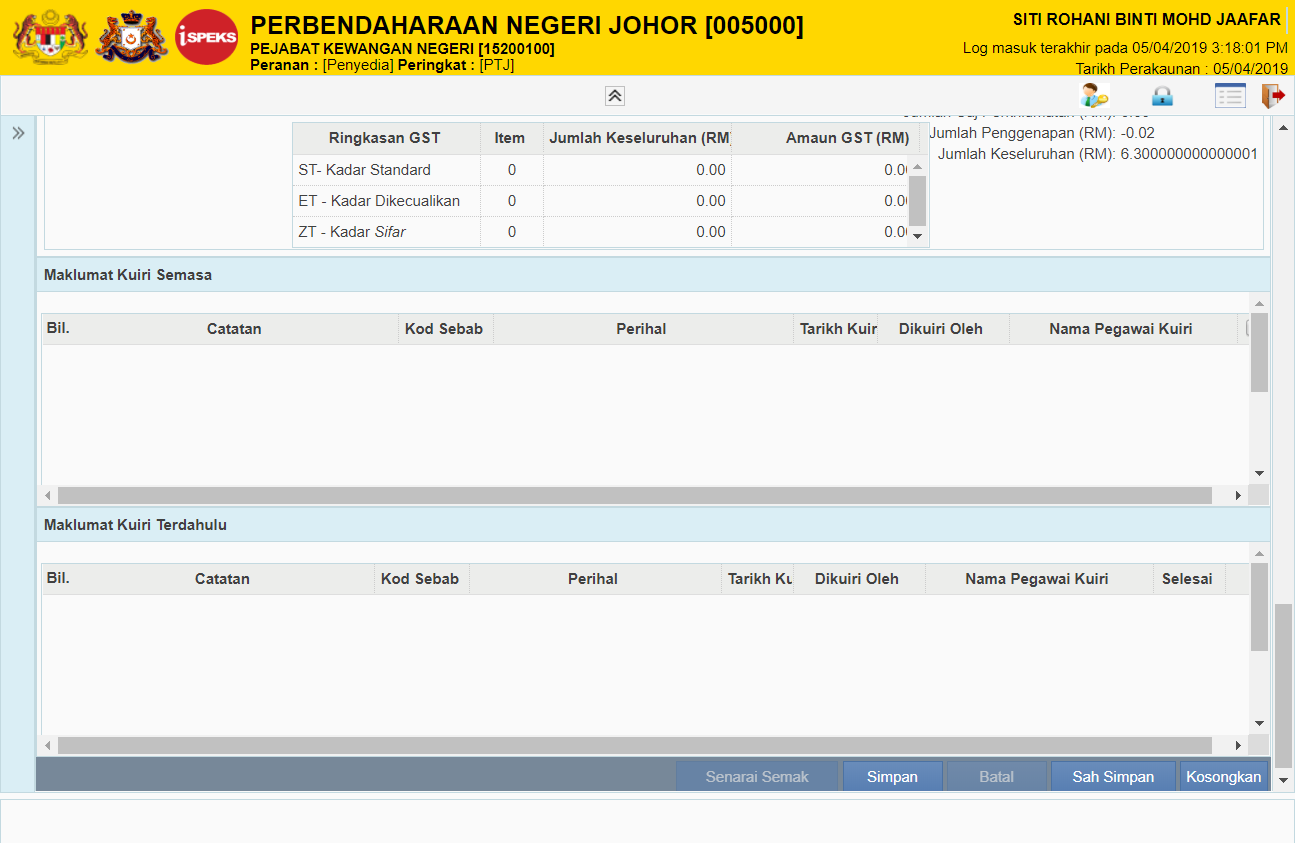 iSPEKS
PERBENDAHARAAN NEGERI JOHOR [005000]
PEJABAT KEWANGAN NEGERI [15200100]
Peranan : [Penyedia] Peringkat : [PTJ]
SITI ROHANI BINTI MOHD JAAFAR
Log masuk terakhir pada 05/04/2019 3:18:01 PM
Tarikh Perakaunan : 05/04/2019
Jumlah Penggenapan (RM): -0.02
Jumlah Keseluruhan (RM): 6.300000000000001
Ringkasan GST Item Jumlah Keseluruhan (RM) Amaun GST (RM)
ST- Kadar Standard 0 0.00 0.0
ET - Kadar Dikecualikan 0 0.00 0.0
ZT - Kadar Sifar 0 0.00 0.0
Maklumat Kuiri Semasa
Bil. Catatan Kod Sebab Perihal Tarikh Kuir Dikuiri Oleh Nama Pegawai Kuiri
Maklumat Kuiri Terdahulu
Bil. Catatan Kod Sebab Perihal Tarikh Ku Dikuiri Oleh Nama Pegawai Kuiri Selesai
Senarai Semak Simpan Batal Sah Simpan Kosongkan